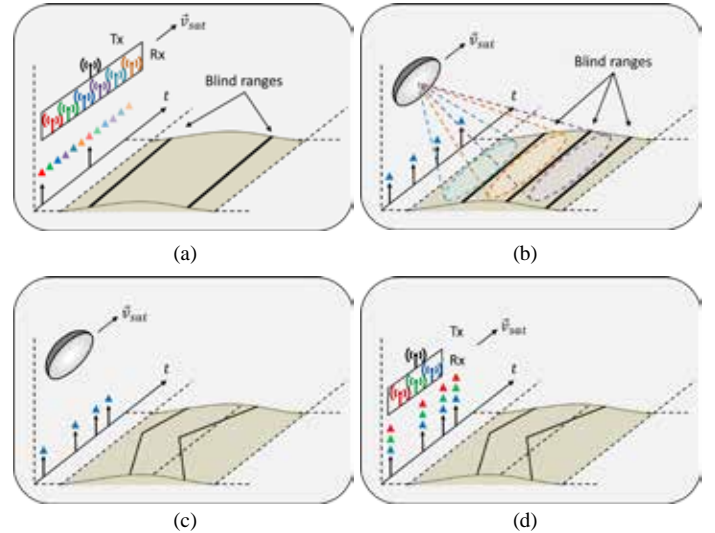 Tx
v⃗sat
Rx
Blind ranges
t
(a)
v⃗sat
Blind ranges
t
(b)
v⃗sat
t
(c)
Tx
v⃗sat
Rx
t
(d)